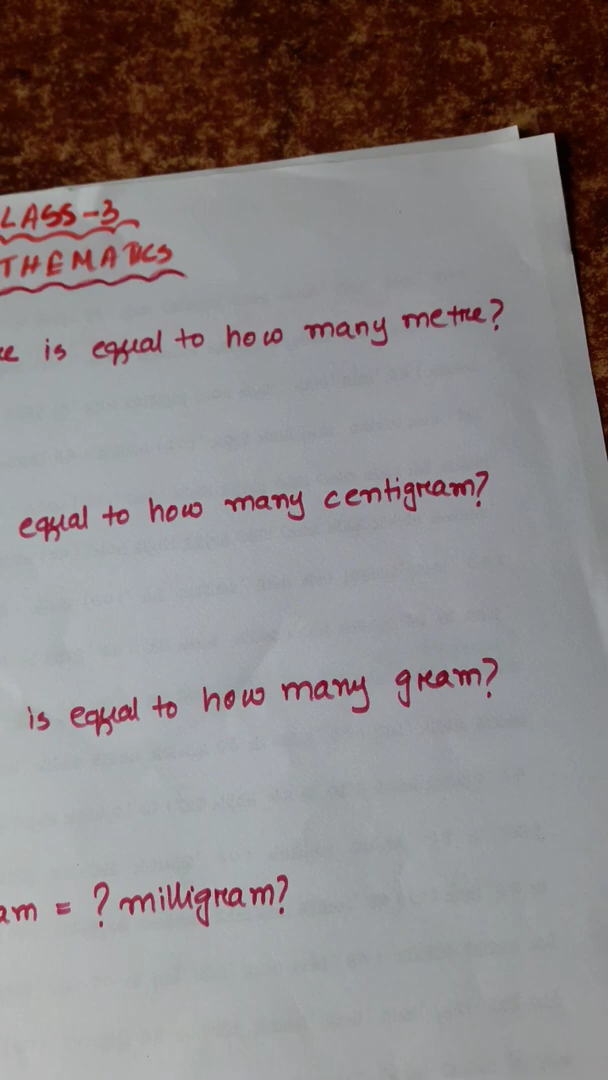 LASS-3
THEMATICS
re is equal to how many metre?
equal to how many centigram?
is equal to how many gram?
am = ? milligram?